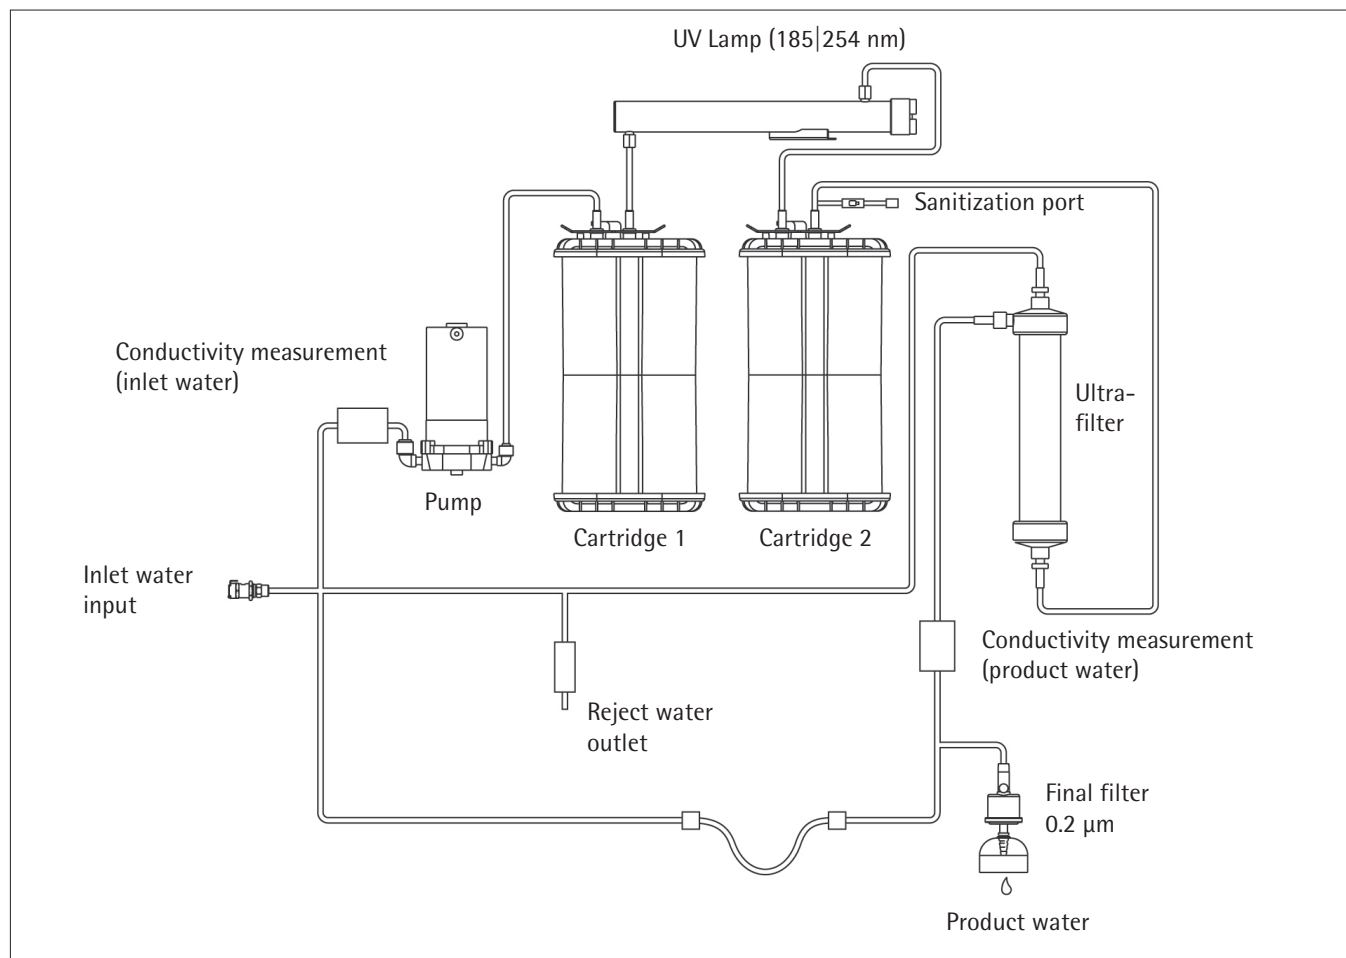 UV Lamp (185|254 nm)
Sanitization port
Conductivity measurement
(inlet water)
Ultra-
filter
Pump
Cartridge 1
Cartridge 2
Inlet water
input
Conductivity measurement
(product water)
Reject water
outlet
Final filter
0.2 µm
Product water